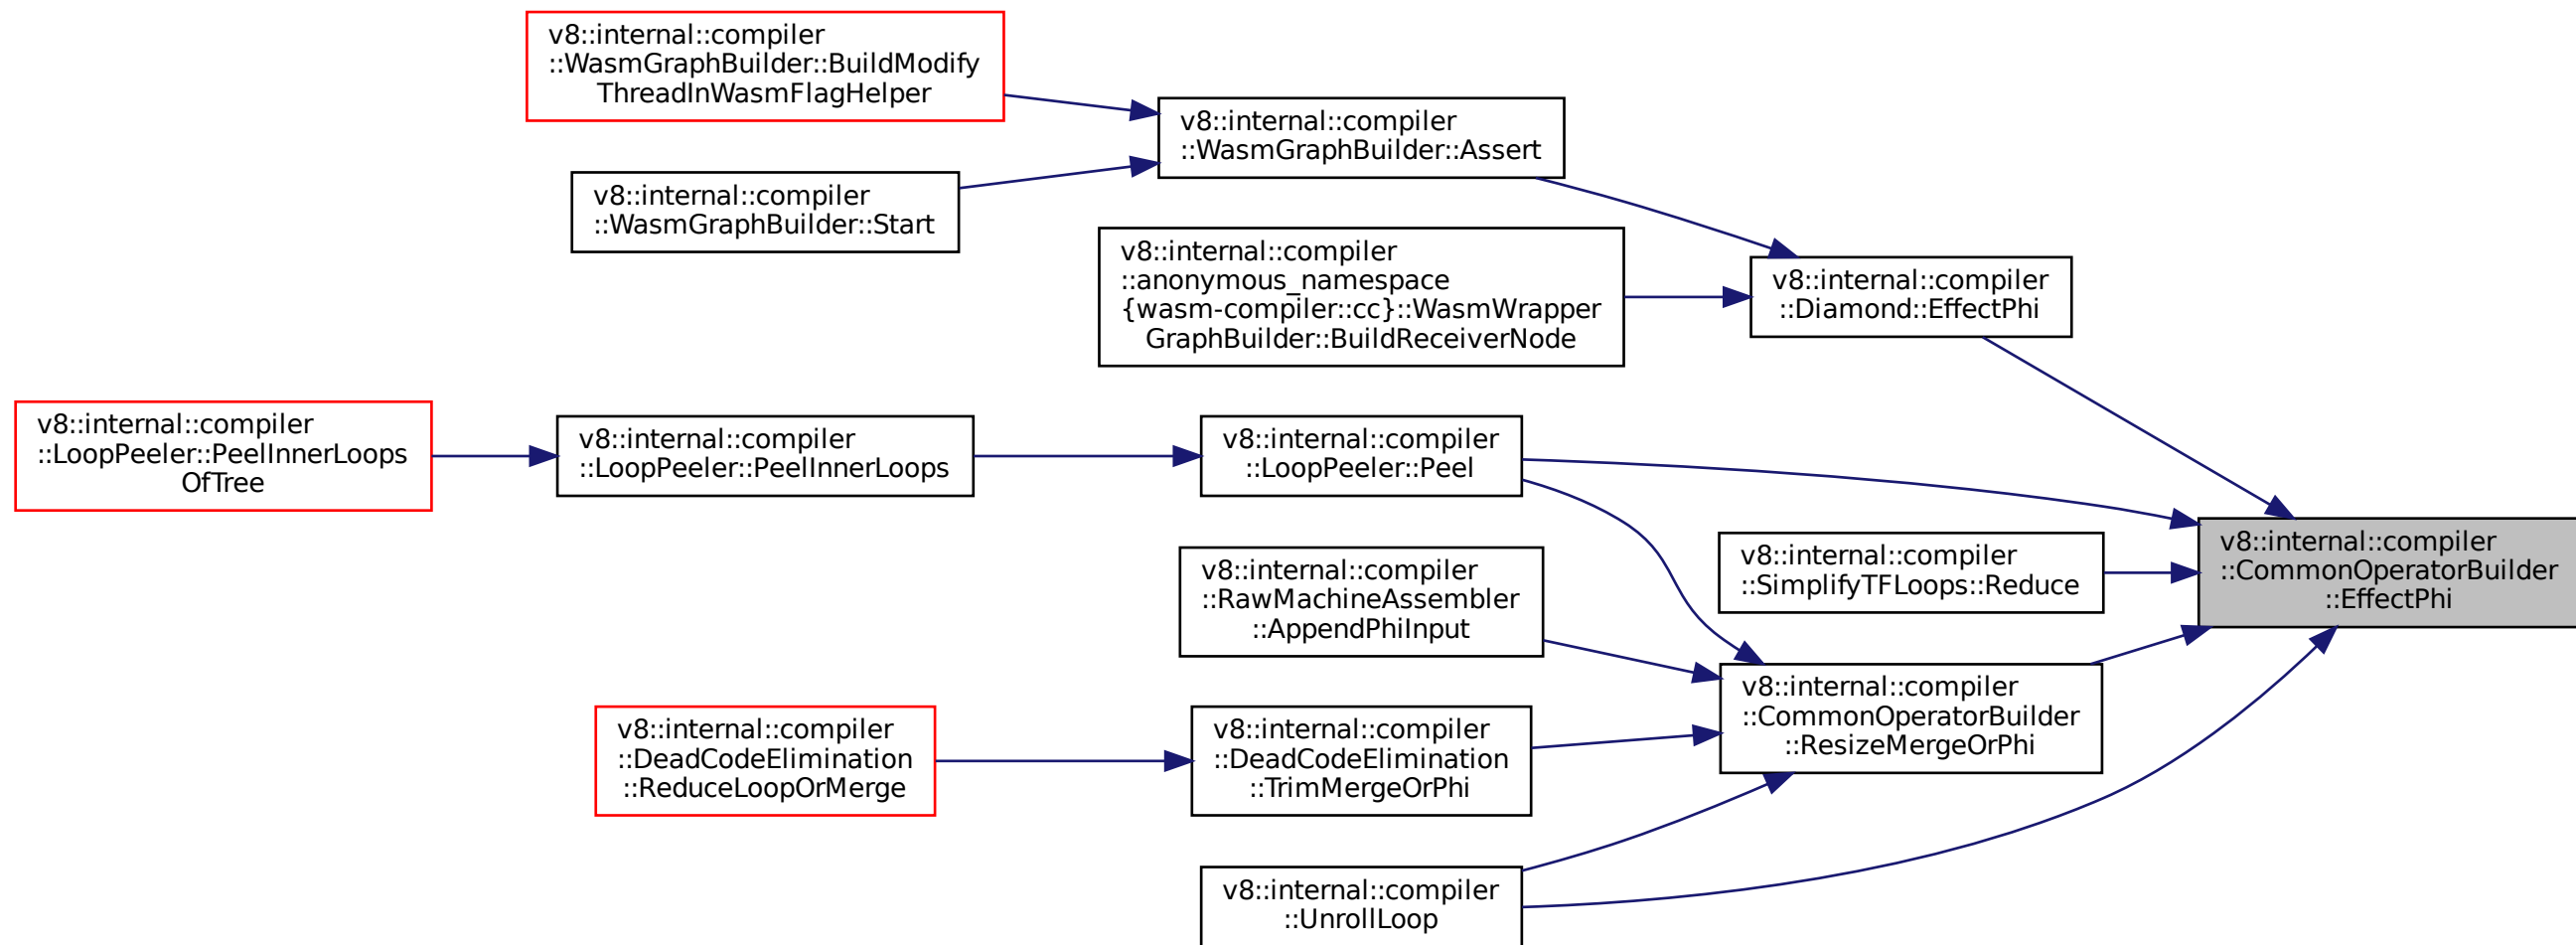 v8::internal::compiler
::WasmGraphBuilder::BuildModify
ThreadInWasmFlagHelper
v8::internal::compiler
::WasmGraphBuilder::Assert
v8::internal::compiler
::WasmGraphBuilder::Start
v8::internal::compiler
::anonymous_namespace
{wasm-compiler::cc}::WasmWrapper
GraphBuilder::BuildReceiverNode
v8::internal::compiler
::Diamond::EffectPhi
v8::internal::compiler
::LoopPeeler::PeelInnerLoops
OfTree
v8::internal::compiler
::LoopPeeler::PeelInnerLoops
v8::internal::compiler
::LoopPeeler::Peel
v8::internal::compiler
::SimplifyTFLoops::Reduce
v8::internal::compiler
::CommonOperatorBuilder
::EffectPhi
v8::internal::compiler
::RawMachineAssembler
::AppendPhiInput
v8::internal::compiler
::CommonOperatorBuilder
::ResizeMergeOrPhi
v8::internal::compiler
::DeadCodeElimination
::ReduceLoopOrMerge
v8::internal::compiler
::DeadCodeElimination
::TrimMergeOrPhi
v8::internal::compiler
::UnrollLoop